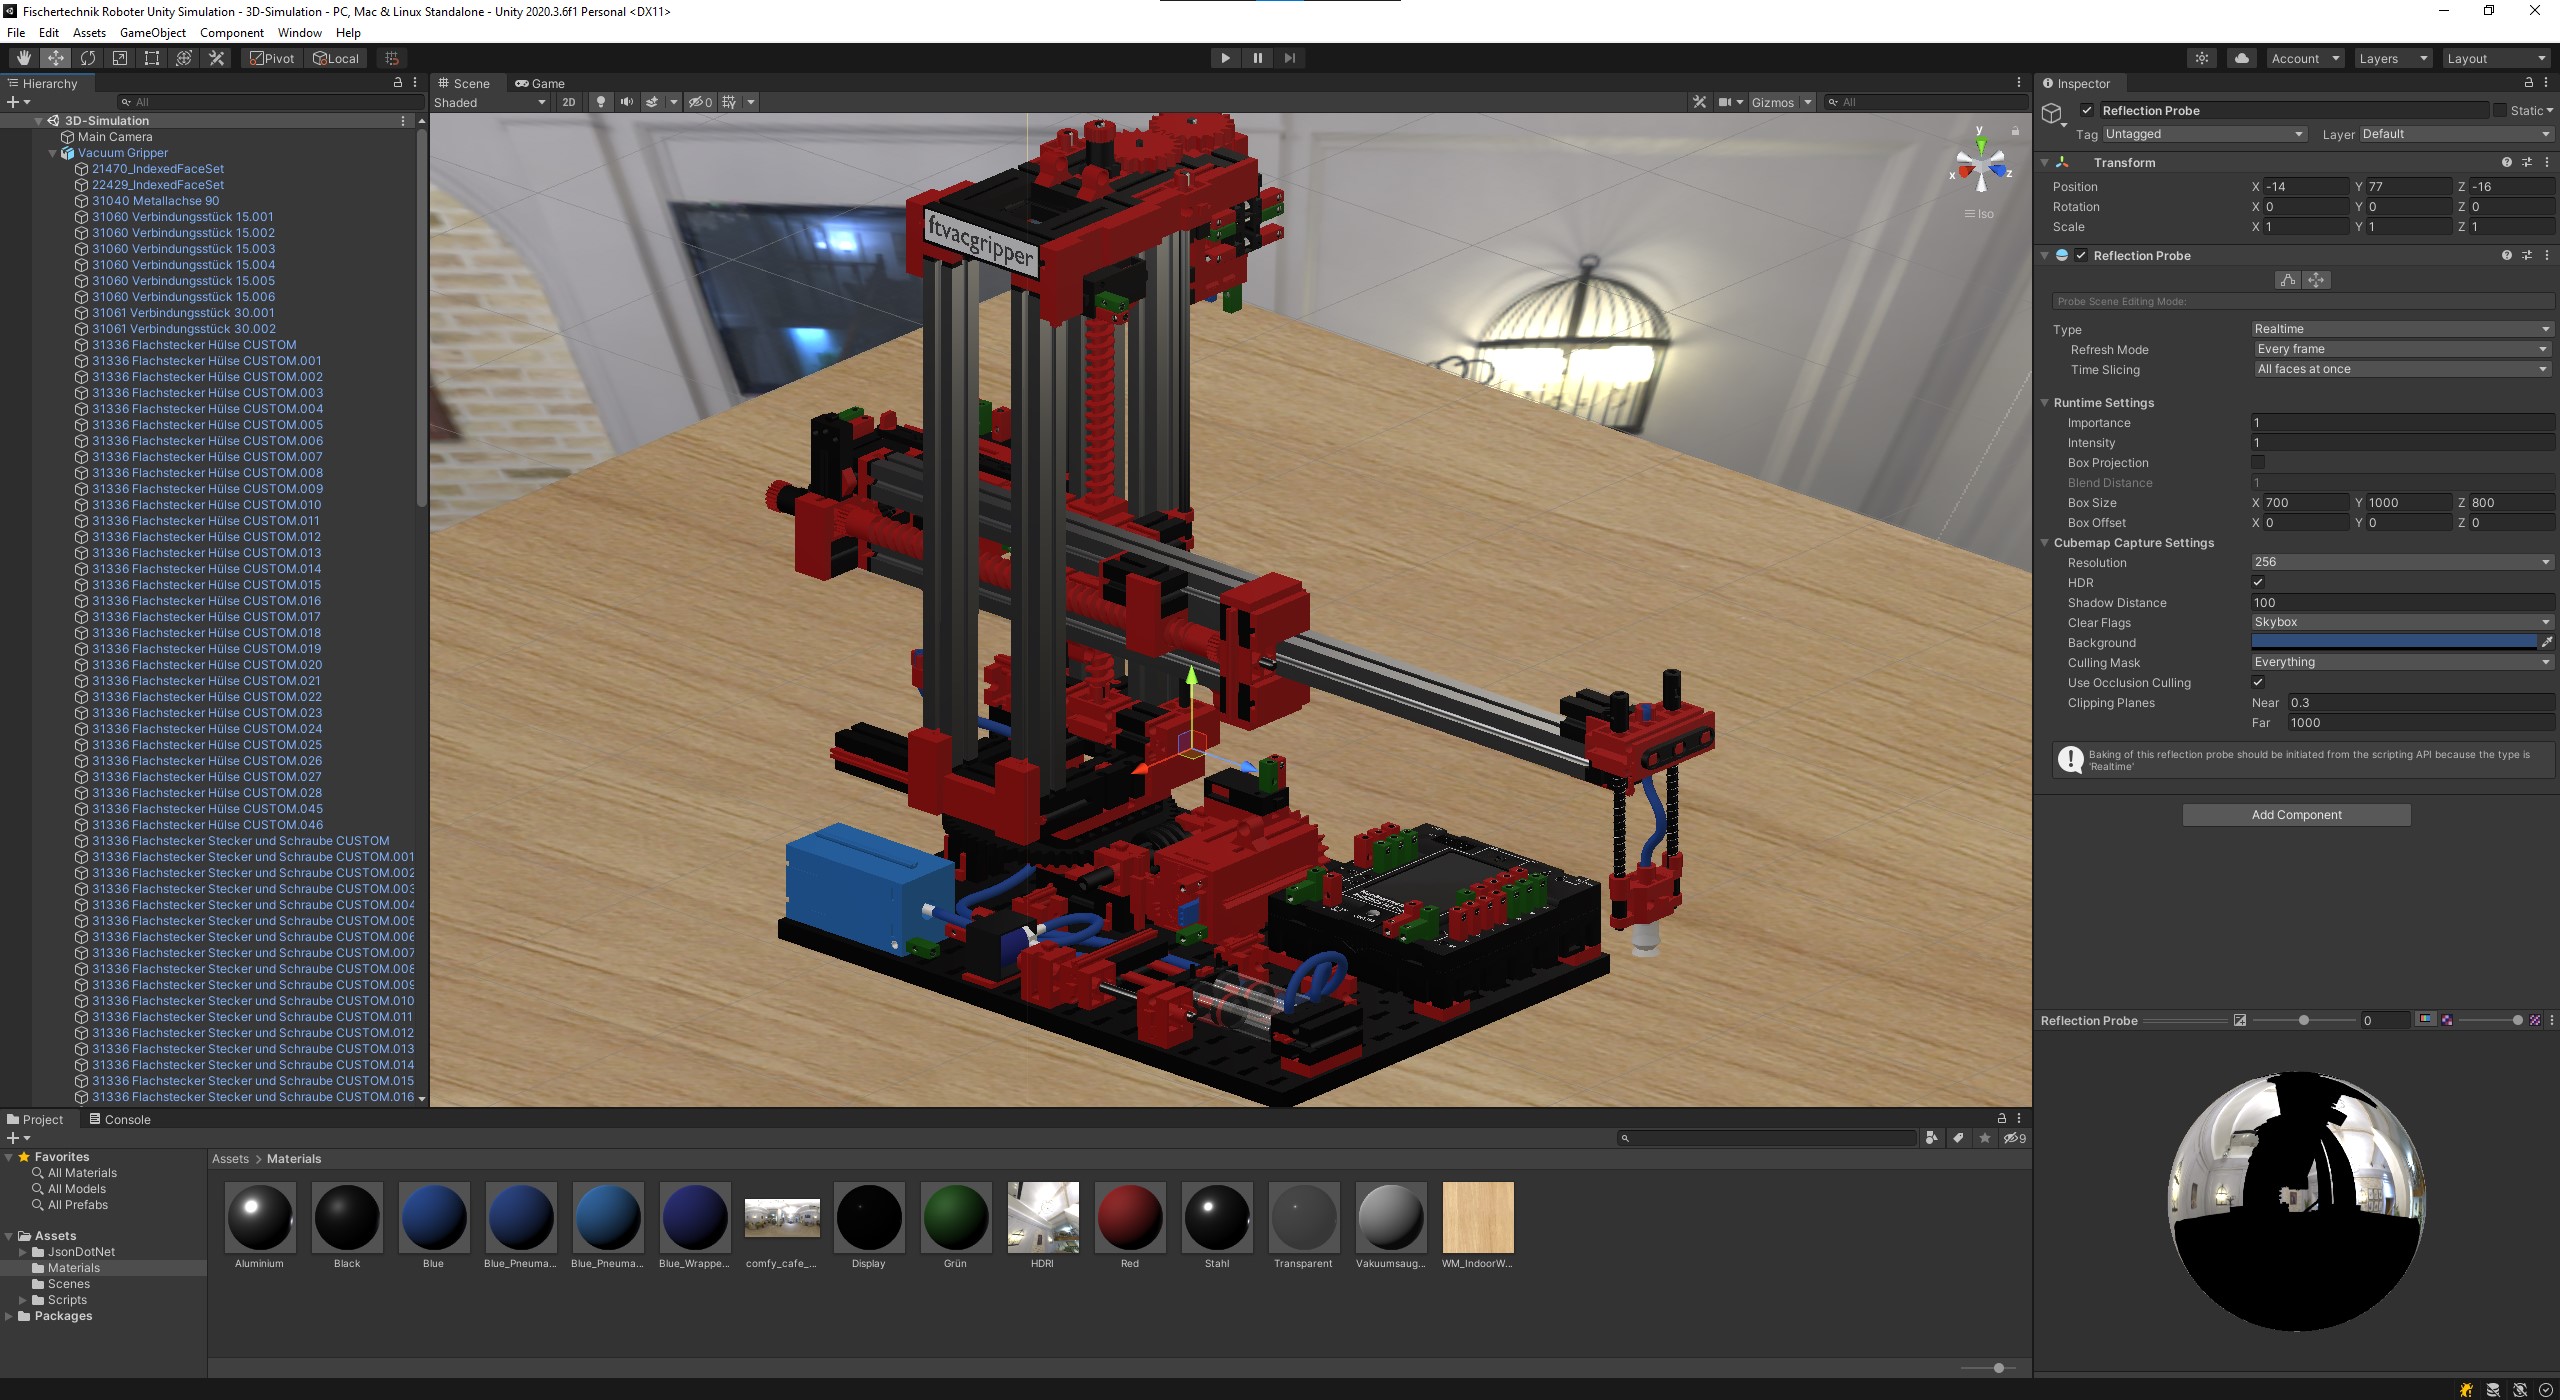 Fischertechnik Roboter Unity Simulation - 3D-Simulation - PC, Mac & Linux Standalone - Unity 2020.3.6f1 Personal <DX11>
File Edit Assets GameObject Component Window Help
Pivot Local
Account Layers Layout
Hierarchy
All
3D-Simulation
Main Camera
Vacuum Gripper
21470_IndexedFaceSet
22429_IndexedFaceSet
31040 Metallachse 90
31060 Verbindungsstück 15.001
31060 Verbindungsstück 15.002
31060 Verbindungsstück 15.003
31060 Verbindungsstück 15.004
31060 Verbindungsstück 15.005
31060 Verbindungsstück 15.006
31061 Verbindungsstück 30.001
31061 Verbindungsstück 30.002
31336 Flachstecker Hülse CUSTOM
31336 Flachstecker Hülse CUSTOM.001
31336 Flachstecker Hülse CUSTOM.002
31336 Flachstecker Hülse CUSTOM.003
31336 Flachstecker Hülse CUSTOM.004
31336 Flachstecker Hülse CUSTOM.005
31336 Flachstecker Hülse CUSTOM.006
31336 Flachstecker Hülse CUSTOM.007
31336 Flachstecker Hülse CUSTOM.008
31336 Flachstecker Hülse CUSTOM.009
31336 Flachstecker Hülse CUSTOM.010
31336 Flachstecker Hülse CUSTOM.011
31336 Flachstecker Hülse CUSTOM.012
31336 Flachstecker Hülse CUSTOM.013
31336 Flachstecker Hülse CUSTOM.014
31336 Flachstecker Hülse CUSTOM.015
31336 Flachstecker Hülse CUSTOM.016
31336 Flachstecker Hülse CUSTOM.017
31336 Flachstecker Hülse CUSTOM.018
31336 Flachstecker Hülse CUSTOM.019
31336 Flachstecker Hülse CUSTOM.020
31336 Flachstecker Hülse CUSTOM.021
31336 Flachstecker Hülse CUSTOM.022
31336 Flachstecker Hülse CUSTOM.023
31336 Flachstecker Hülse CUSTOM.024
31336 Flachstecker Hülse CUSTOM.025
31336 Flachstecker Hülse CUSTOM.026
31336 Flachstecker Hülse CUSTOM.027
31336 Flachstecker Hülse CUSTOM.028
31336 Flachstecker Hülse CUSTOM.045
31336 Flachstecker Hülse CUSTOM.046
31336 Flachstecker Stecker und Schraube CUSTOM
31336 Flachstecker Stecker und Schraube CUSTOM.001
31336 Flachstecker Stecker und Schraube CUSTOM.002
31336 Flachstecker Stecker und Schraube CUSTOM.003
31336 Flachstecker Stecker und Schraube CUSTOM.004
31336 Flachstecker Stecker und Schraube CUSTOM.005
31336 Flachstecker Stecker und Schraube CUSTOM.006
31336 Flachstecker Stecker und Schraube CUSTOM.007
31336 Flachstecker Stecker und Schraube CUSTOM.008
31336 Flachstecker Stecker und Schraube CUSTOM.009
31336 Flachstecker Stecker und Schraube CUSTOM.010
31336 Flachstecker Stecker und Schraube CUSTOM.011
31336 Flachstecker Stecker und Schraube CUSTOM.012
31336 Flachstecker Stecker und Schraube CUSTOM.013
31336 Flachstecker Stecker und Schraube CUSTOM.014
31336 Flachstecker Stecker und Schraube CUSTOM.015
31336 Flachstecker Stecker und Schraube CUSTOM.016
Scene Game
Shaded 2D 0 Gizmos All
y
x z
Iso
ftvacgripper
Inspector
Reflection Probe Static
Tag Untagged Layer Default
Transform
Position X -14 Y 77 Z -16
Rotation X 0 Y 0 Z 0
Scale X 1 Y 1 Z 1
Reflection Probe
Probe Scene Editing Mode:
Type Realtime
Refresh Mode Every frame
Time Slicing All faces at once
Runtime Settings
Importance 1
Intensity 1
Box Projection
Blend Distance 1
Box Size X 700 Y 1000 Z 800
Box Offset X 0 Y 0 Z 0
Cubemap Capture Settings
Resolution 256
HDR
Shadow Distance 100
Clear Flags Skybox
Background
Culling Mask Everything
Use Occlusion Culling
Clipping Planes Near 0.3
Far 1000
Baking of this reflection probe should be initiated from the scripting API because the type is
'Realtime'
Add Component
Reflection Probe 0
Project Console
9
Favorites
All Materials
All Models
All Prefabs
Assets
JsonDotNet
Materials
Scenes
Scripts
Packages
Assets > Materials
Aluminium Black Blue Blue_Pneuma... Blue_Pneuma... Blue_Wrappe... comfy_cafe_... Display Grün HDRI Red Stahl Transparent Vakuumsaug... WM_IndoorW...